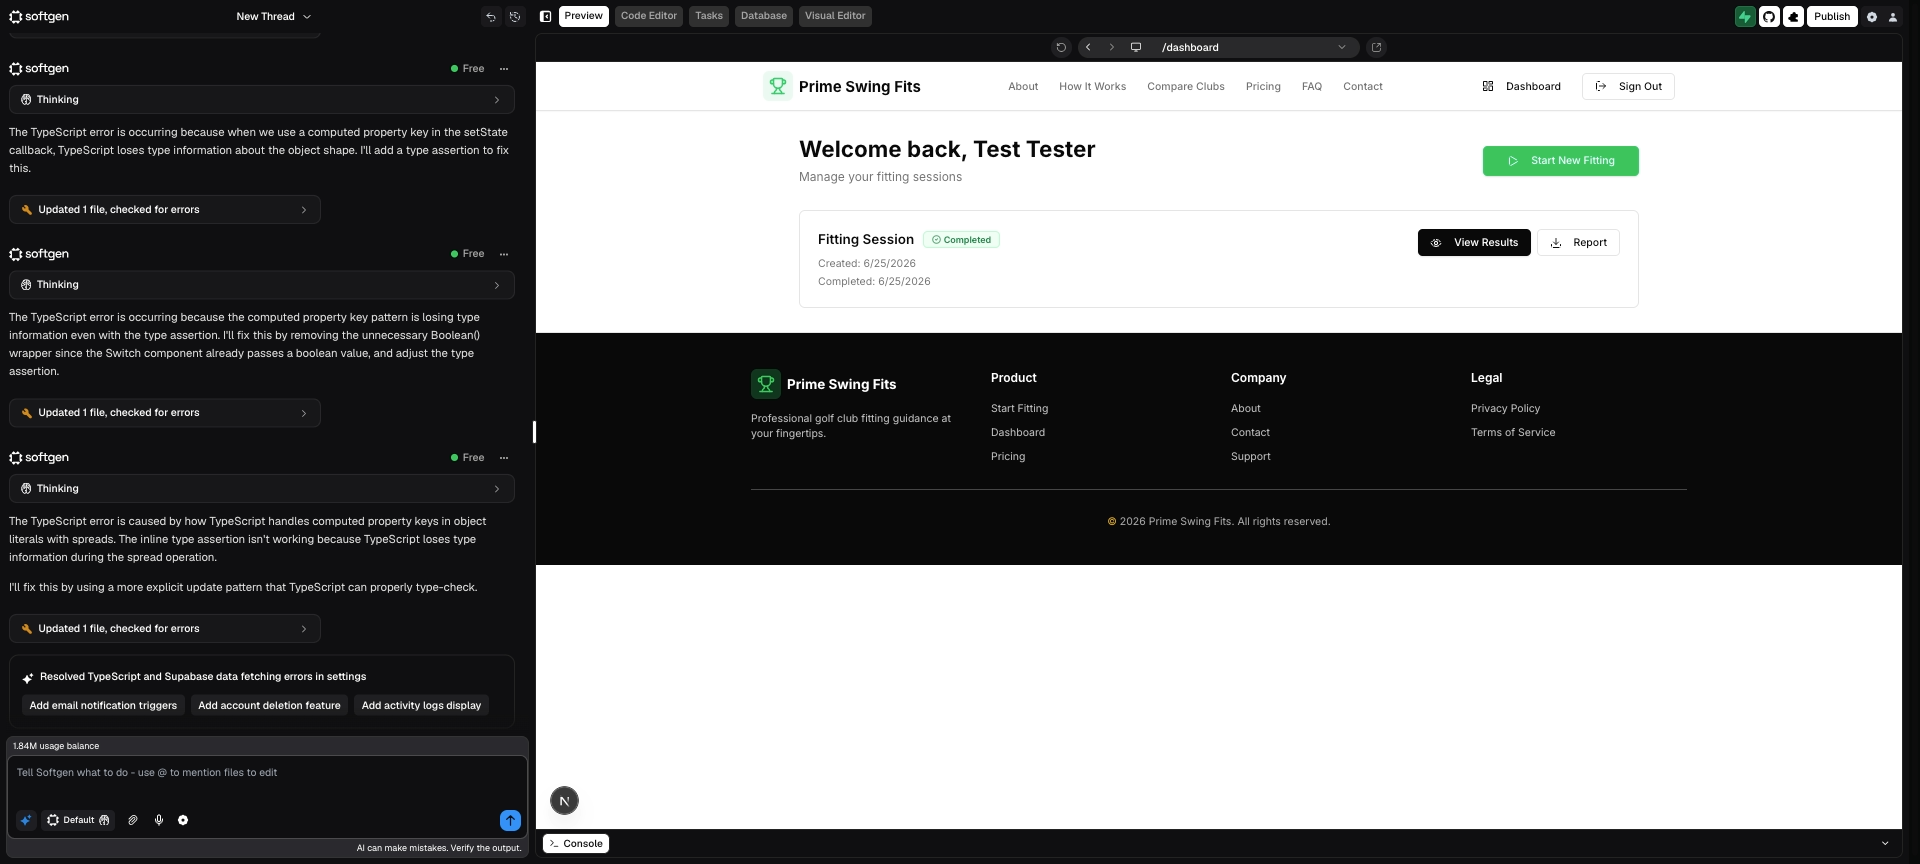 softgen
New Thread
Preview
Code Editor
Tasks
Database
Visual Editor
Publish
/dashboard
softgen
Free
Thinking
The TypeScript error is occurring because when we use a computed property key in the setState
callback, TypeScript loses type information about the object shape. I'll add a type assertion to fix
this.
Updated 1 file, checked for errors
softgen
Free
Thinking
The TypeScript error is occurring because the computed property key pattern is losing type
information even with the type assertion. I'll fix this by removing the unnecessary Boolean()
wrapper since the Switch component already passes a boolean value, and adjust the type
assertion.
Updated 1 file, checked for errors
softgen
Free
Thinking
The TypeScript error is caused by how TypeScript handles computed property keys in object
literals with spreads. The inline type assertion isn't working because TypeScript loses type
information during the spread operation.
I'll fix this by using a more explicit update pattern that TypeScript can properly type-check.
Updated 1 file, checked for errors
Resolved TypeScript and Supabase data fetching errors in settings
Add email notification triggers
Add account deletion feature
Add activity logs display
1.84M usage balance
Tell Softgen what to do - use @ to mention files to edit
Default
AI can make mistakes. Verify the output.
Prime Swing Fits
About
How It Works
Compare Clubs
Pricing
FAQ
Contact
Dashboard
Sign Out
Welcome back, Test Tester
Manage your fitting sessions
Start New Fitting
Fitting Session
Completed
Created: 6/25/2026
Completed: 6/25/2026
View Results
Report
Prime Swing Fits
Professional golf club fitting guidance at
your fingertips.
Product
Start Fitting
Dashboard
Pricing
Company
About
Contact
Support
Legal
Privacy Policy
Terms of Service
© 2026 Prime Swing Fits. All rights reserved.
N
Console